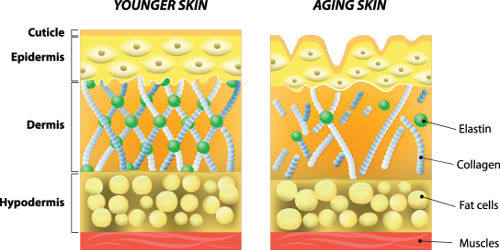 YOUNGER SKIN
AGING SKIN
Cuticle
Epidermis
Dermis
Hypodermis
Elastin
Collagen
Fat cells
Muscles